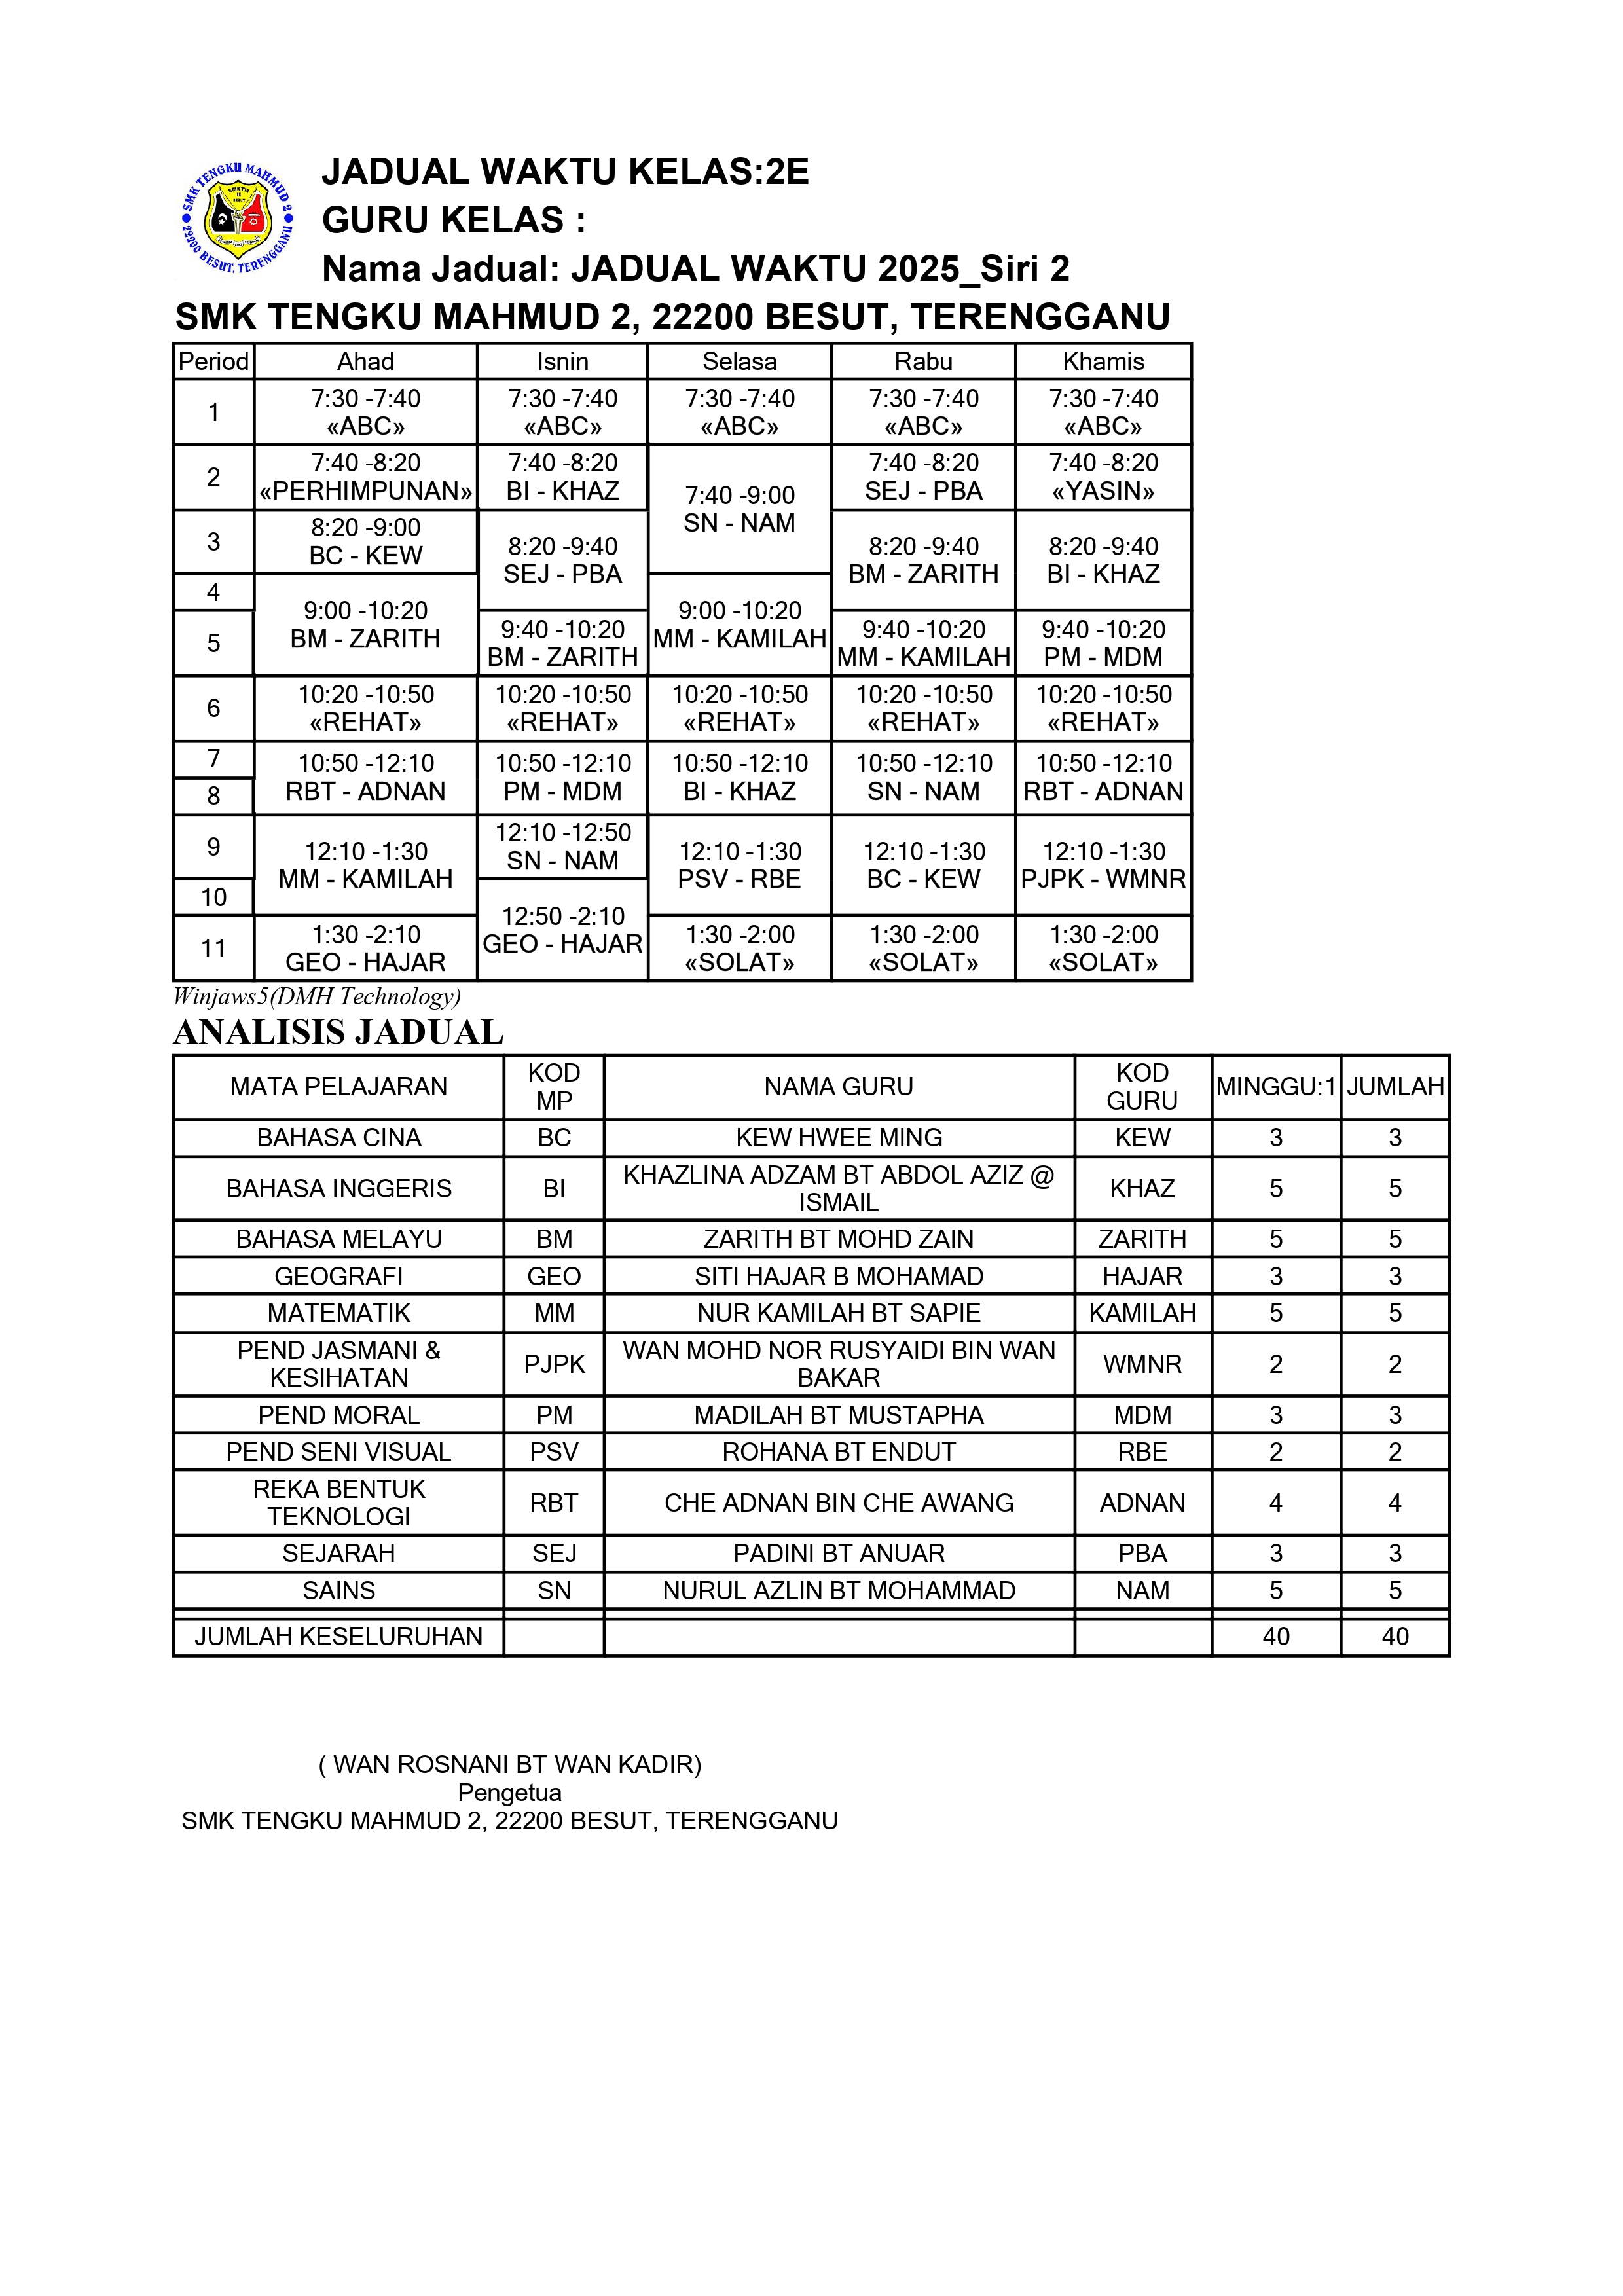 SMK TENGKU MAHMUD 2
22200 BESUT, TERENGGANU
JADUAL WAKTU KELAS:2E
GURU KELAS :
Nama Jadual: JADUAL WAKTU 2025_Siri 2
SMK TENGKU MAHMUD 2, 22200 BESUT, TERENGGANU
Period Ahad Isnin Selasa Rabu Khamis
1
7:30 -7:40 7:30 -7:40 7:30 -7:40 7:30 -7:40 7:30 -7:40
«ABC» «ABC» «ABC» «ABC» «ABC»
2
7:40 -8:20 7:40 -8:20 7:40 -9:00 7:40 -8:20 7:40 -8:20
«PERHIMPUNAN» BI - KHAZ SN - NAM SEJ - PBA «YASIN»
3
8:20 -9:00 8:20 -9:40 8:20 -9:40 8:20 -9:40
BC - KEW SEJ - PBA BM - ZARITH BI - KHAZ
4
9:00 -10:20 9:00 -10:20
BM - ZARITH MM - KAMILAH
5
9:40 -10:20 9:40 -10:20 9:40 -10:20
BM - ZARITH MM - KAMILAH PM - MDM
6
10:20 -10:50 10:20 -10:50 10:20 -10:50 10:20 -10:50 10:20 -10:50
«REHAT» «REHAT» «REHAT» «REHAT» «REHAT»
7
10:50 -12:10 10:50 -12:10 10:50 -12:10 10:50 -12:10 10:50 -12:10
RBT - ADNAN PM - MDM BI - KHAZ SN - NAM RBT - ADNAN
8
9
12:10 -1:30 12:10 -12:50 12:10 -1:30 12:10 -1:30 12:10 -1:30
MM - KAMILAH SN - NAM PSV - RBE BC - KEW PJPK - WMNR
10
12:50 -2:10
GEO - HAJAR
11
1:30 -2:10 1:30 -2:00 1:30 -2:00 1:30 -2:00
GEO - HAJAR «SOLAT» «SOLAT» «SOLAT»
Winjaws5(DMH Technology)
ANALISIS JADUAL
MATA PELAJARAN KOD MP NAMA GURU KOD GURU MINGGU:1 JUMLAH
BAHASA CINA BC KEW HWEE MING KEW 3 3
BAHASA INGGERIS BI KHAZLINA ADZAM BT ABDOL AZIZ @ ISMAIL KHAZ 5 5
BAHASA MELAYU BM ZARITH BT MOHD ZAIN ZARITH 5 5
GEOGRAFI GEO SITI HAJAR B MOHAMAD HAJAR 3 3
MATEMATIK MM NUR KAMILAH BT SAPIE KAMILAH 5 5
PEND JASMANI & KESIHATAN PJPK WAN MOHD NOR RUSYAIDI BIN WAN BAKAR WMNR 2 2
PEND MORAL PM MADILAH BT MUSTAPHA MDM 3 3
PEND SENI VISUAL PSV ROHANA BT ENDUT RBE 2 2
REKA BENTUK TEKNOLOGI RBT CHE ADNAN BIN CHE AWANG ADNAN 4 4
SEJARAH SEJ PADINI BT ANUAR PBA 3 3
SAINS SN NURUL AZLIN BT MOHAMMAD NAM 5 5
JUMLAH KESELURUHAN 40 40
( WAN ROSNANI BT WAN KADIR)
Pengetua
SMK TENGKU MAHMUD 2, 22200 BESUT, TERENGGANU